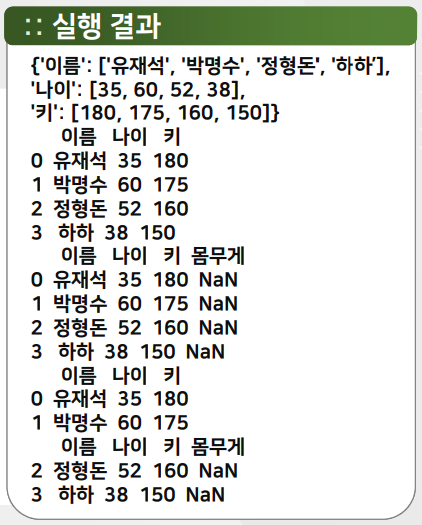 :: 실행 결과
{'이름': ['유재석', '박명수', '정형돈', '하하'],
'나이': [35, 60, 52, 38],
'키': [180, 175, 160, 150]}
이름 나이 키
0 유재석 35 180
1 박명수 60 175
2 정형돈 52 160
3 하하 38 150
이름 나이 키 몸무게
0 유재석 35 180 NaN
1 박명수 60 175 NaN
2 정형돈 52 160 NaN
3 하하 38 150 NaN
이름 나이 키
0 유재석 35 180
1 박명수 60 175
이름 나이 키 몸무게
2 정형돈 52 160 NaN
3 하하 38 150 NaN